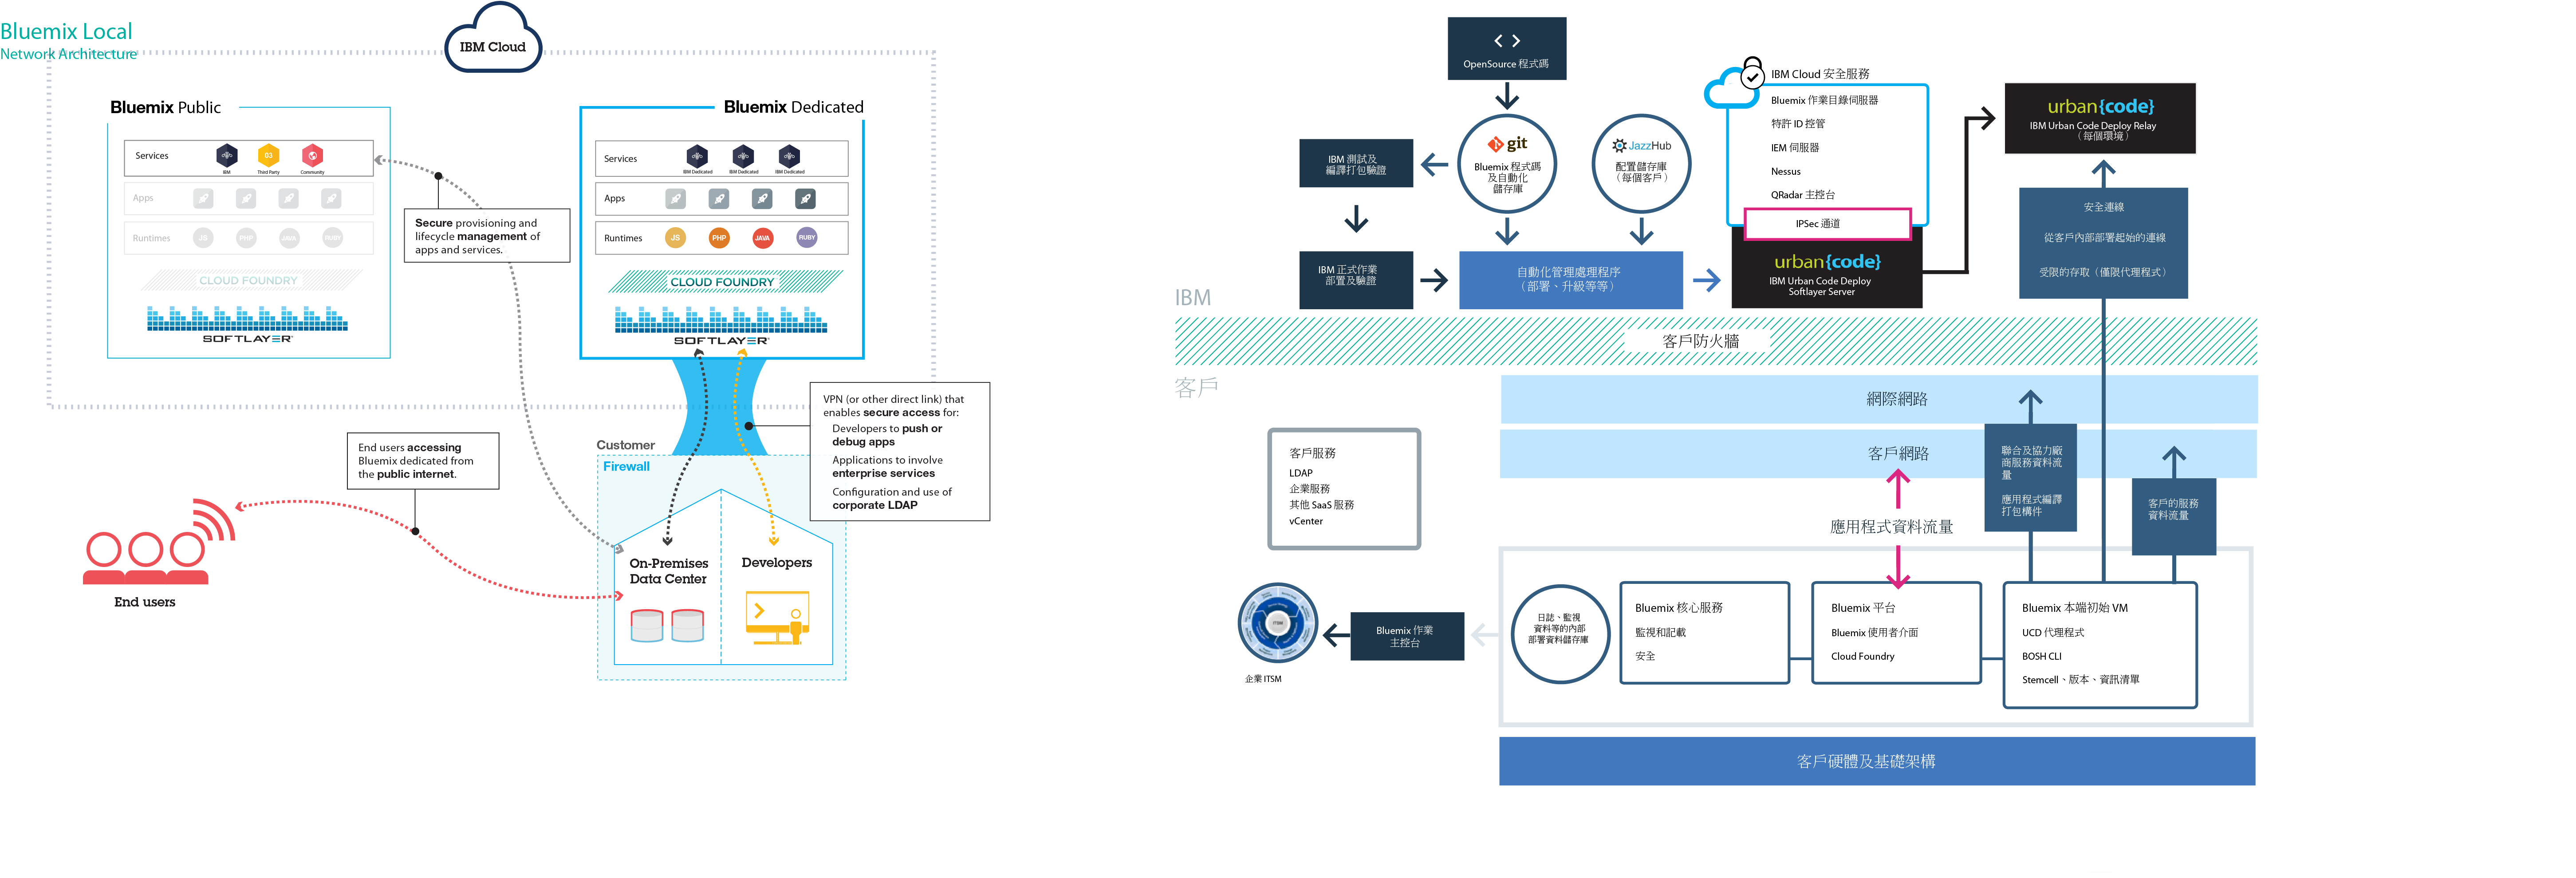 Bluemix Local
Network Architecture
IBM Cloud
Bluemix Public
Services
IBM
03
Third Party
Community
Apps
Runtimes
JS
PHP
JAVA
RUBY
CLOUD FOUNDRY
SOFTLAYER
Bluemix Dedicated
Services
IBM Dedicated
IBM Dedicated
IBM Dedicated
Apps
Runtimes
JS
PHP
JAVA
RUBY
CLOUD FOUNDRY
SOFTLAYER
Secure provisioning and
lifecycle management of
apps and services.
VPN (or other direct link) that
enables secure access for:
Developers to push or
debug apps
Applications to involve
enterprise services
Configuration and use of
corporate LDAP
End users accessing
Bluemix dedicated from
the public internet.
End users
Customer
Firewall
On-Premises
Data Center
Developers
OpenSource 程式碼
git
Bluemix 程式碼
及自動化
儲存庫
JazzHub
配置儲存庫
（每個客戶）
IBM 測試及
編譯打包驗證
IBM 正式作業
部置及驗證
自動化管理處理程序
（部署、升級等等）
IBM Cloud 安全服務
Bluemix 作業目錄伺服器
特許 ID 控管
IEM 伺服器
Nessus
QRadar 主控台
IPSec 通道
urban{code}
IBM Urban Code Deploy
Softlayer Server
urban{code}
IBM Urban Code Deploy Relay
（每個環境）
安全連線
從客戶內部部署起始的連線
受限的存取（僅限代理程式）
IBM
客戶防火牆
客戶
網際網路
客戶網路
客戶服務
LDAP
企業服務
其他 SaaS 服務
vCenter
應用程式資料流量
聯合及協力廠
商服務資料流
量
應用程式編譯
打包構件
客戶的服務
資料流量
ITSM
企業 ITSM
Bluemix 作業
主控台
日誌、監視
資料等的內部
部署資料儲存庫
Bluemix 核心服務
監視和記載
安全
Bluemix 平台
Bluemix 使用者介面
Cloud Foundry
Bluemix 本端初始 VM
UCD 代理程式
BOSH CLI
Stemcell、版本、資訊清單
客戶硬體及基礎架構